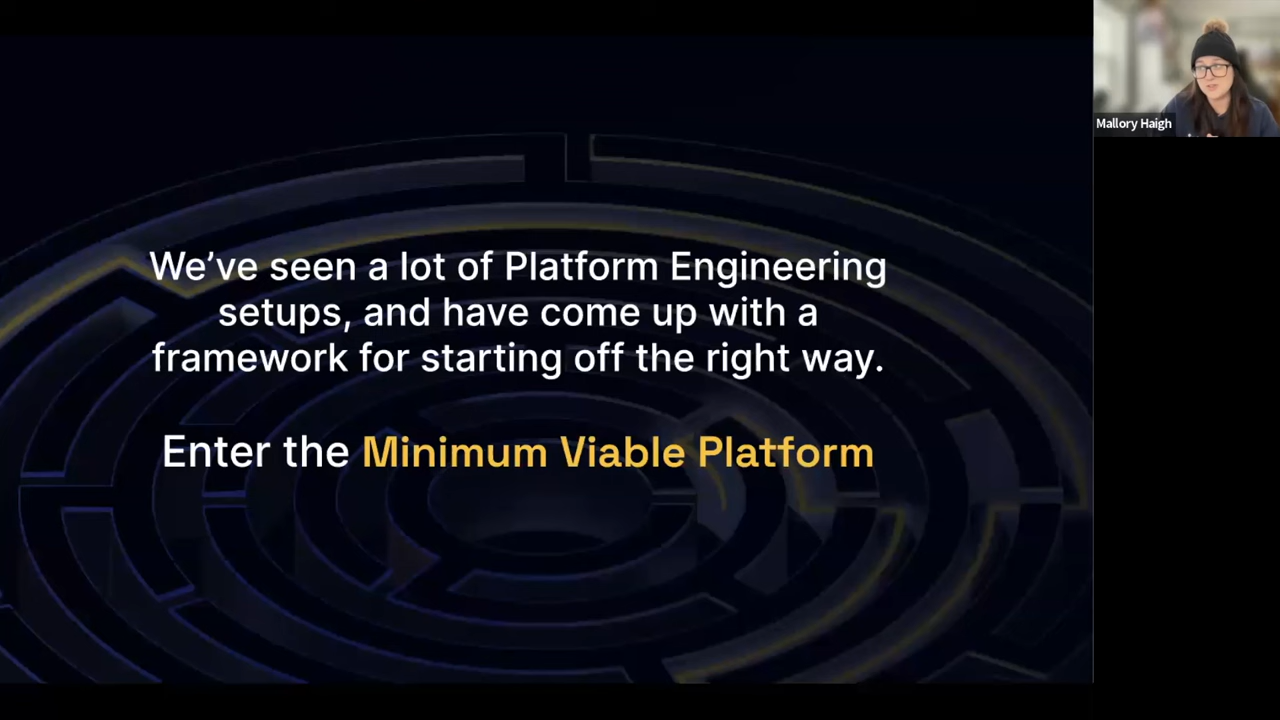 We’ve seen a lot of Platform Engineering
setups, and have come up with a
framework for starting off the right way.
Enter the Minimum Viable Platform
Mallory Haigh